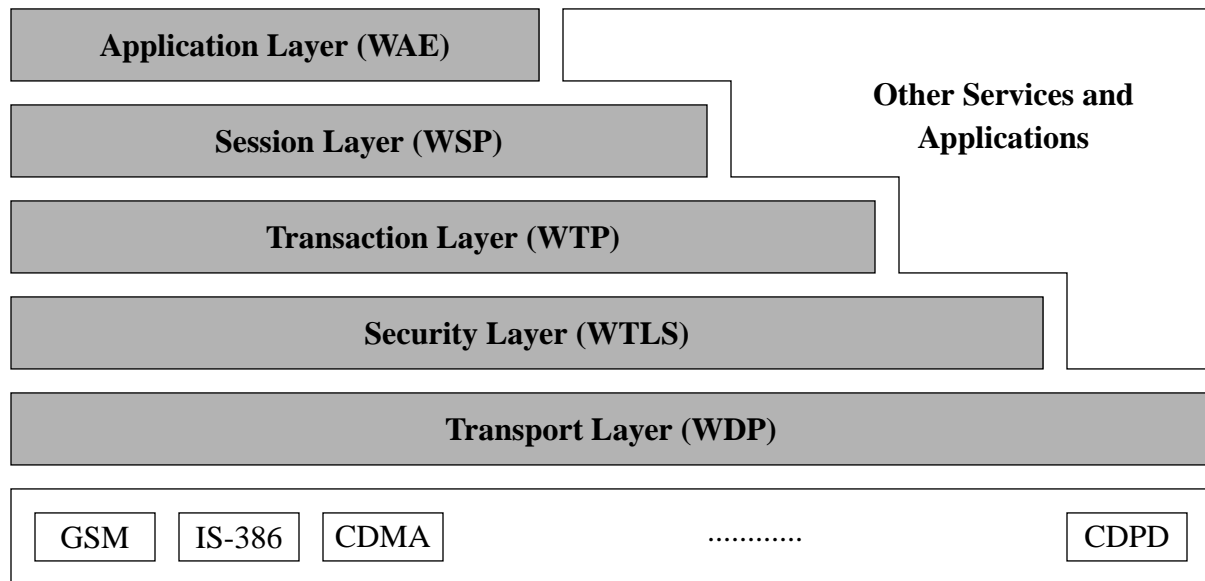 Application Layer (WAE)
Other Services and
Applications
Session Layer (WSP)
Transaction Layer (WTP)
Security Layer (WTLS)
Transport Layer (WDP)
GSM IS-386 CDMA ............ CDPD